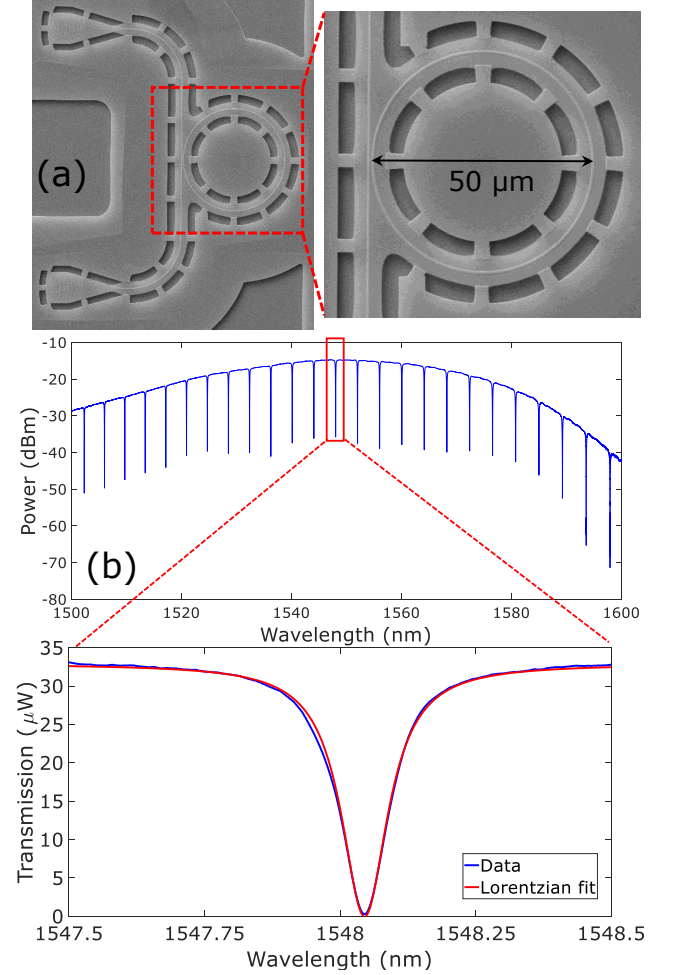 (a)
50 μm
-10
-20
-30
-40
-50
-60
-70
-80
Power (dBm)
(b)
1500 1520 1540 1560 1580 1600
Wavelength (nm)
35
30
25
20
15
10
5
0
Transmission (μW)
Data
Lorentzian fit
1547.5 1547.75 1548 1548.25 1548.5
Wavelength (nm)